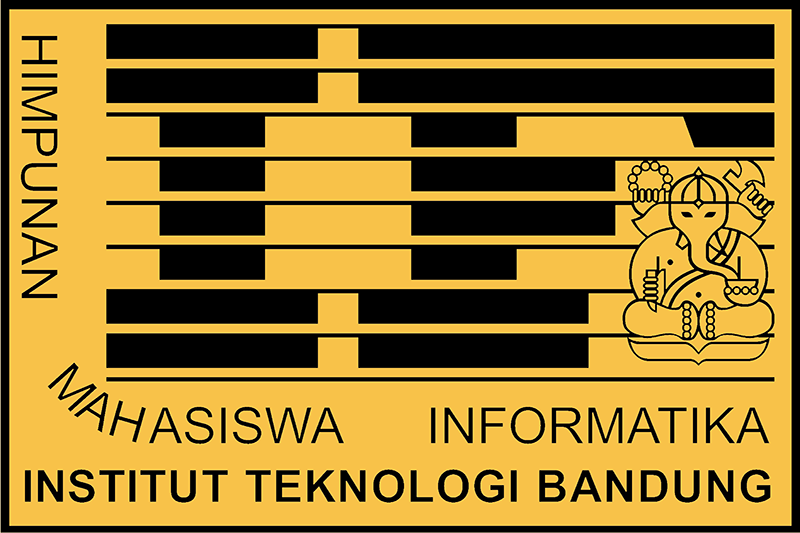 HIMPUNAN
MAHASISWA INFORMATIKA
INSTITUT TEKNOLOGI BANDUNG